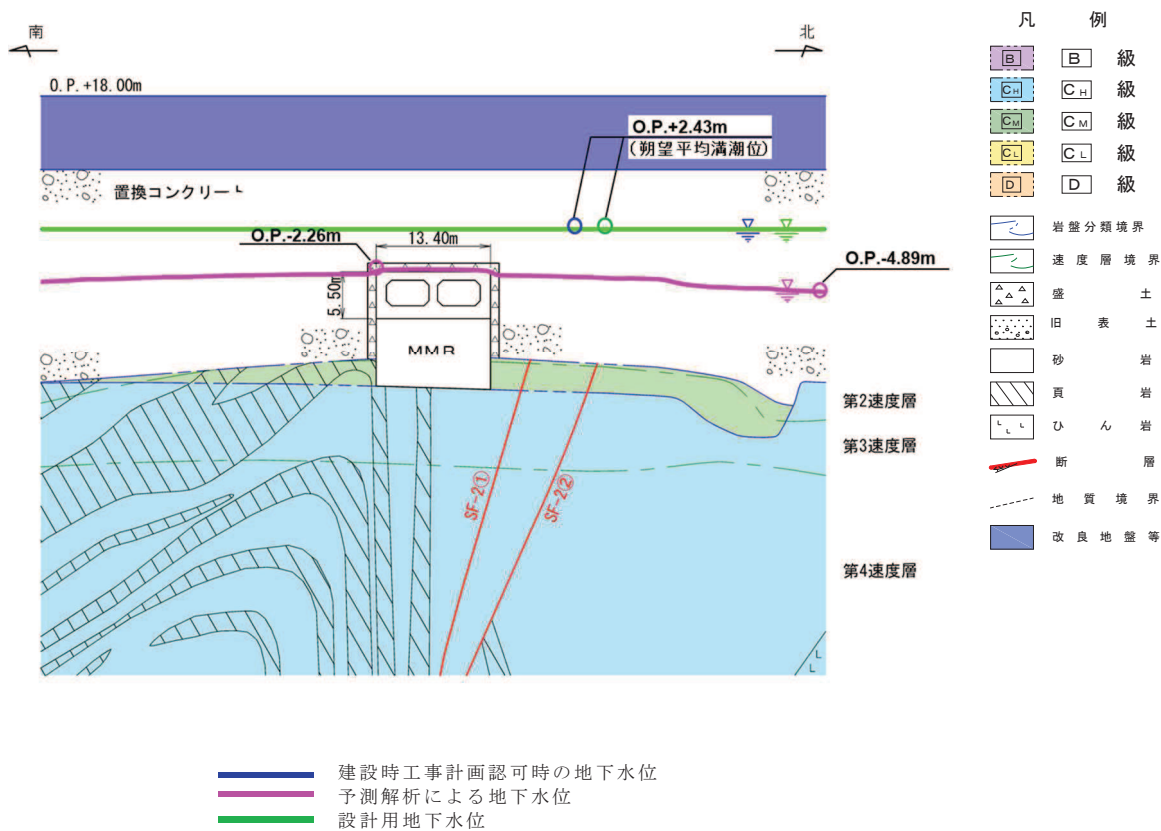 南
北
O.P.+18.00m
O.P.+2.43m
(朔望平均満潮位)
置換コンクリート
O.P.-2.26m
13.40m
O.P.-4.89m
5.50m
MMR
第2速度層
第3速度層
第4速度層
SF-2①
SF-2②
凡 例
B B 級
CH CH 級
CM CM 級
CL CL 級
D D 級
岩盤分類境界
速度層境界
盛土
旧表土
砂岩
頁岩
ひん岩
断層
地質境界
改良地盤等
建設時工事計画認可時の地下水位
予測解析による地下水位
設計用地下水位